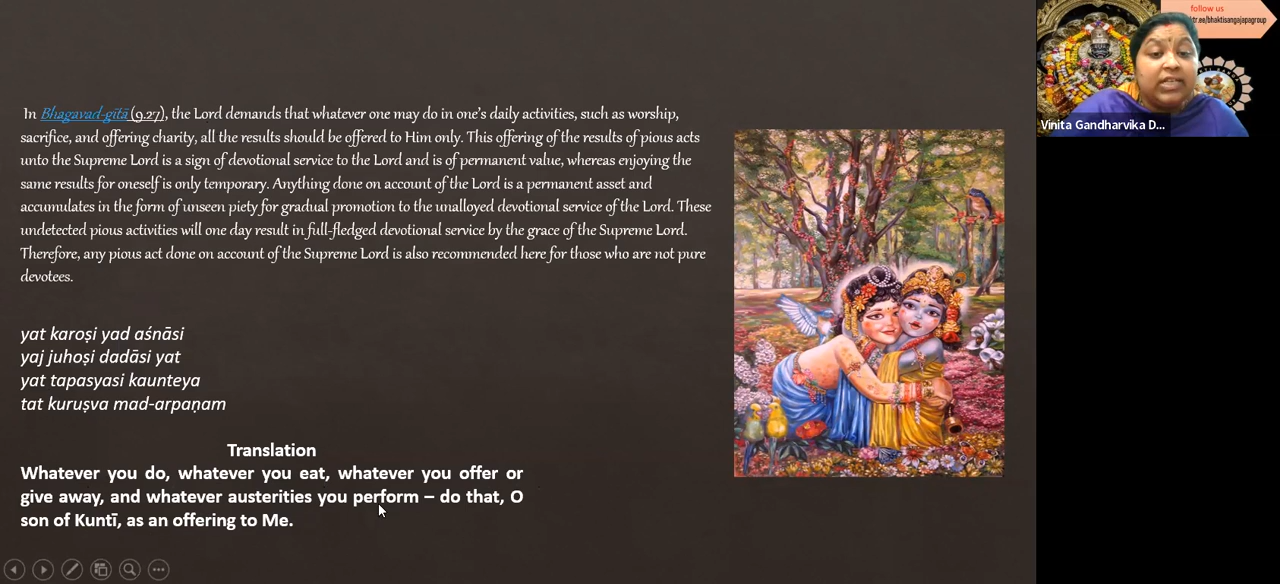 In Bhagavad-gītā (9.27), the Lord demands that whatever one may do in one's daily activities, such as worship,
sacrifice, and offering charity, all the results should be offered to Him only. This offering of the results of pious acts
unto the Supreme Lord is a sign of devotional service to the Lord and is of permanent value, whereas enjoying the
same results for oneself is only temporary. Anything done on account of the Lord is a permanent asset and
accumulates in the form of unseen piety for gradual promotion to the unalloyed devotional service of the Lord. These
undetected pious activities will one day result in full-fledged devotional service by the grace of the Supreme Lord.
Therefore, any pious act done on account of the Supreme Lord is also recommended here for those who are not pure
devotees.
yat karoṣi yad aśnāsi
yaj juhoṣi dadāsi yat
yat tapasyasi kaunteya
tat kuruṣva mad-arpaṇam
Translation
Whatever you do, whatever you eat, whatever you offer or
give away, and whatever austerities you perform – do that, O
son of Kuntī, as an offering to Me.
follow us
ktr.ee/bhaktisangajapagroup
Vinita Gandharvika D...